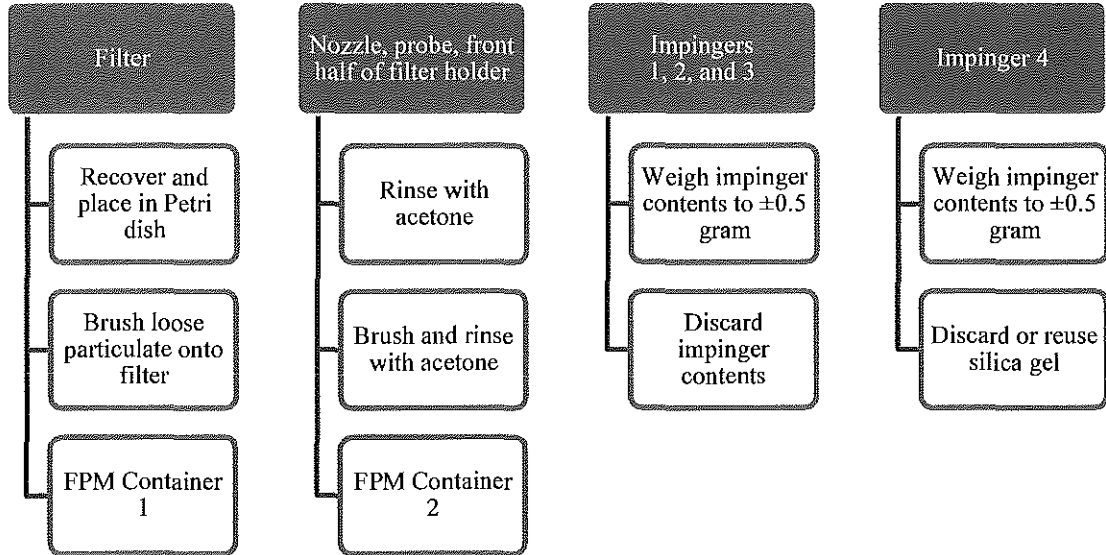 Filter
Recover and
place in Petri
dish
Brush loose
particulate onto
filter
FPM Container
1
Nozzle, probe, front
half of filter holder
Rinse with
acetone
Brush and rinse
with acetone
FPM Container
2
Impingers
1, 2, and 3
Weigh impinger
contents to ±0.5
gram
Discard
impinger
contents
Impinger 4
Weigh impinger
contents to ±0.5
gram
Discard or reuse
silica gel